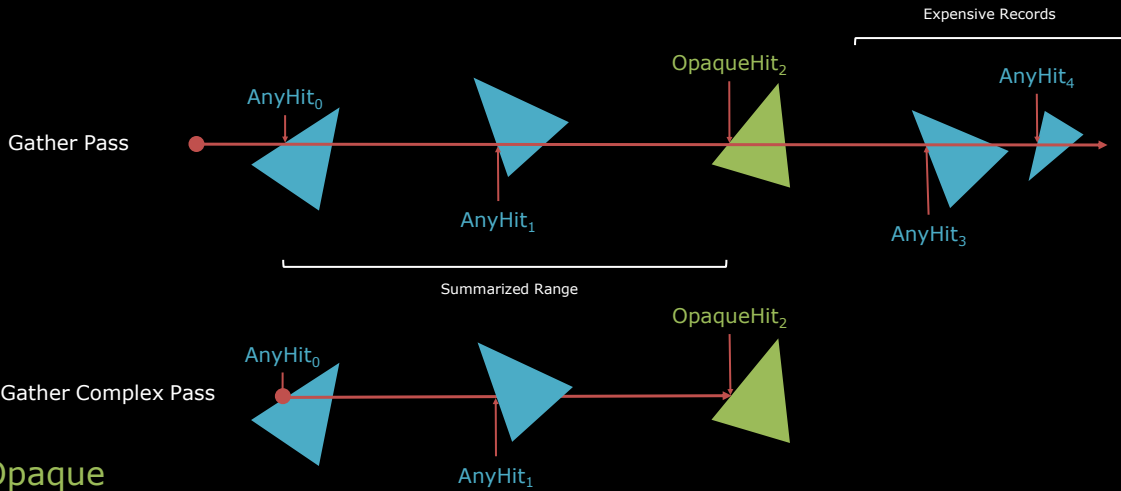 Expensive Records
OpaqueHit₂
AnyHit₄
AnyHit₀
Gather Pass
AnyHit₁
AnyHit₃
Summarized Range
OpaqueHit₂
AnyHit₀
Gather Complex Pass
AnyHit₁